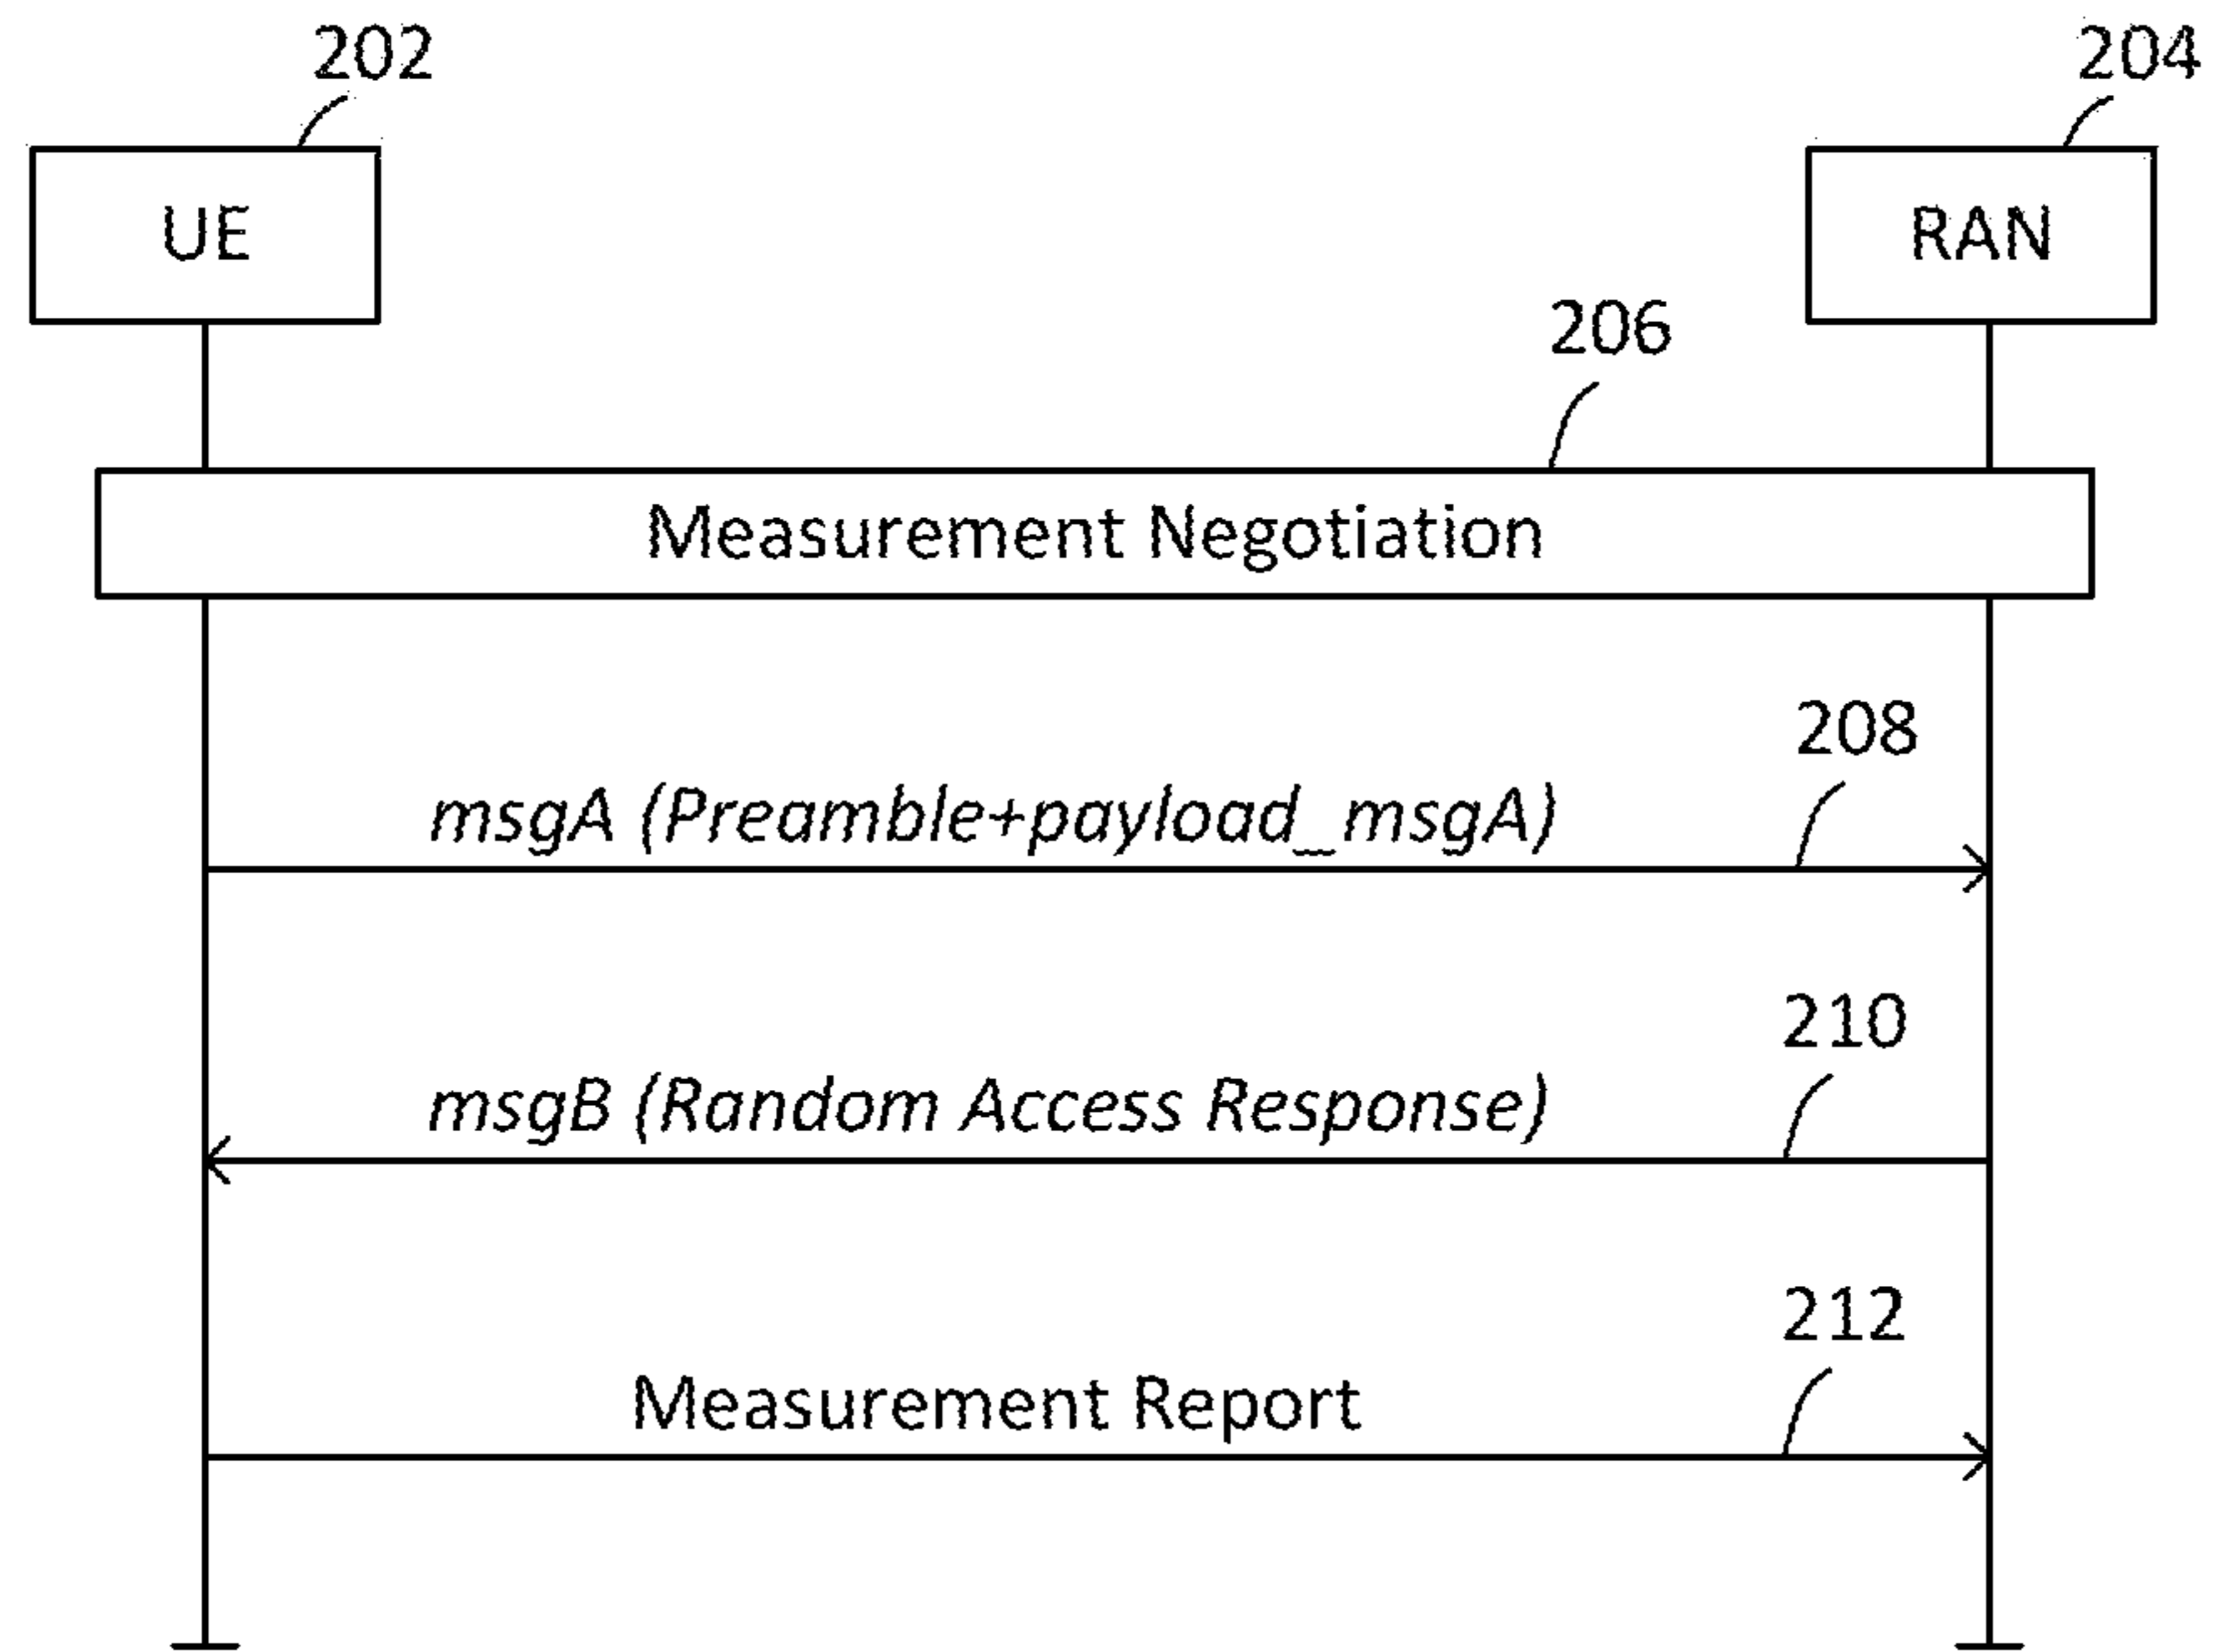 202
204
UE
RAN
206
Measurement Negotiation
208
msgA (Preamble+payload_msgA)
210
msgB (Random Access Response)
212
Measurement Report